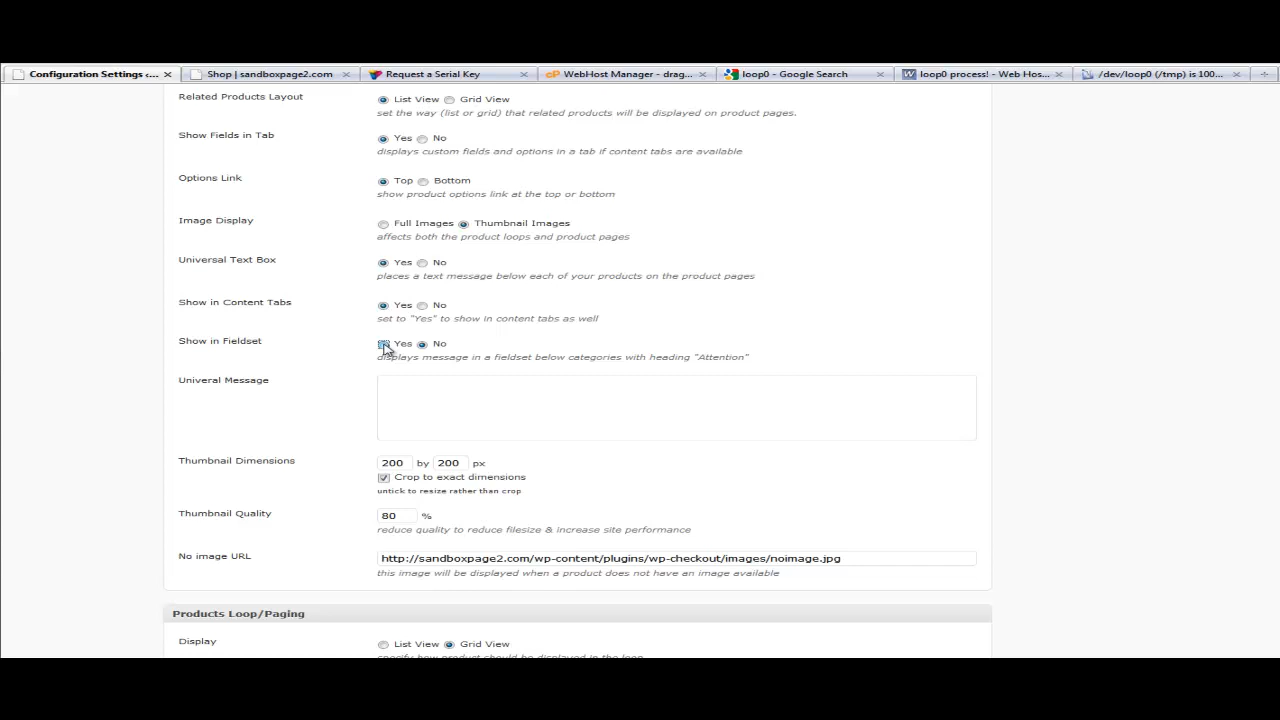 Configuration Settings ‹...
Shop | sandboxpage2.com
Request a Serial Key
WebHost Manager - drag...
loop0 - Google Search
loop0 process! - Web Hos...
/dev/loop0 (/tmp) is 100...
Related Products Layout
List View Grid View
set the way (list or grid) that related products will be displayed on product pages.
Show Fields in Tab
Yes No
displays custom fields and options in a tab if content tabs are available
Options Link
Top Bottom
show product options link at the top or bottom
Image Display
Full Images Thumbnail Images
affects both the product loops and product pages
Universal Text Box
Yes No
places a text message below each of your products on the product pages
Show in Content Tabs
Yes No
set to "Yes" to show in content tabs as well
Show in Fieldset
Yes No
displays message in a fieldset below categories with heading "Attention"
Univeral Message
Thumbnail Dimensions
200 by 200 px
Crop to exact dimensions
untick to resize rather than crop
Thumbnail Quality
80 %
reduce quality to reduce filesize & increase site performance
No image URL
http://sandboxpage2.com/wp-content/plugins/wp-checkout/images/noimage.jpg
this image will be displayed when a product does not have an image available
Products Loop/Paging
Display
List View Grid View
specify how product should be displayed in the loop